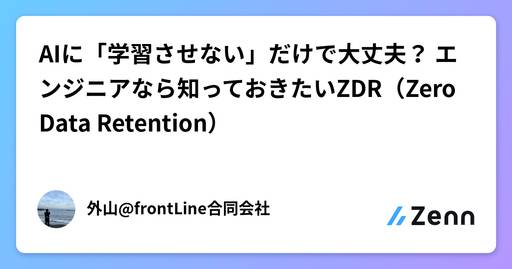 AIに「学習させない」だけで大丈夫？ エ
ンジニアなら知っておきたいZDR（Zero
Data Retention）
外山@frontLine合同会社
Zenn